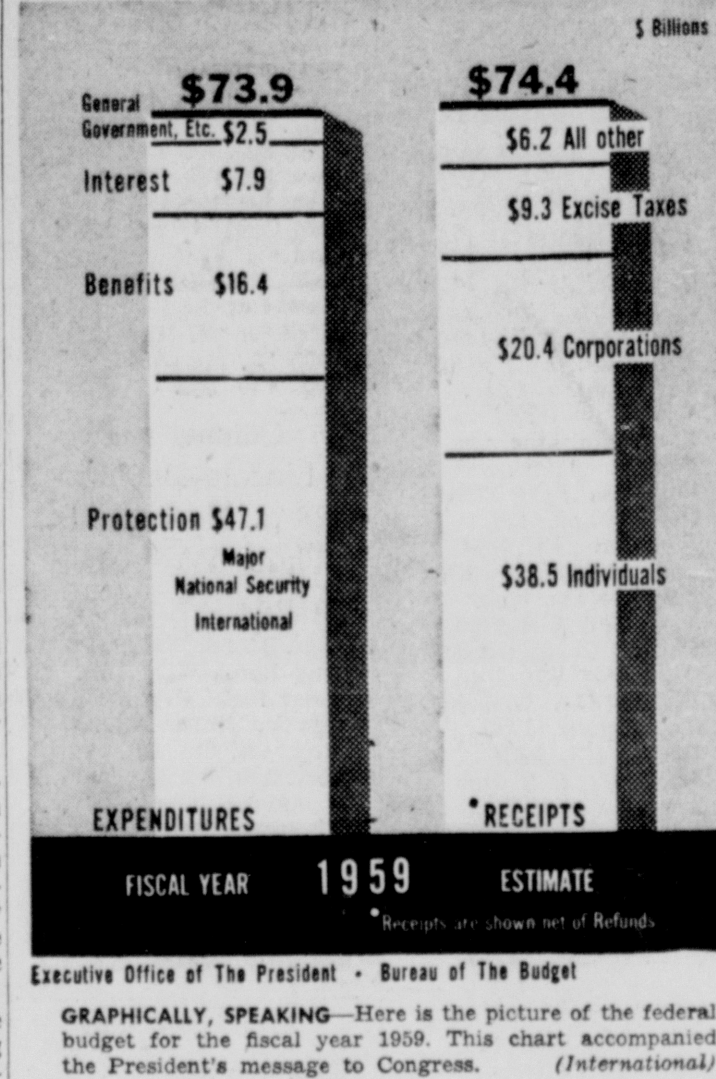 $ Billions
$73.9
General
Government, Etc. $2.5
Interest $7.9
Benefits $16.4
Protection $47.1
Major
National Security
International
EXPENDITURES
$74.4
$6.2 All other
$9.3 Excise Taxes
$20.4 Corporations
$38.5 Individuals
*RECEIPTS
FISCAL YEAR 1959 ESTIMATE
*Receipts are shown net of Refunds
Executive Office of The President • Bureau of The Budget
GRAPHICALLY, SPEAKING—Here is the picture of the federal
budget for the fiscal year 1959. This chart accompanied
the President's message to Congress. (International)